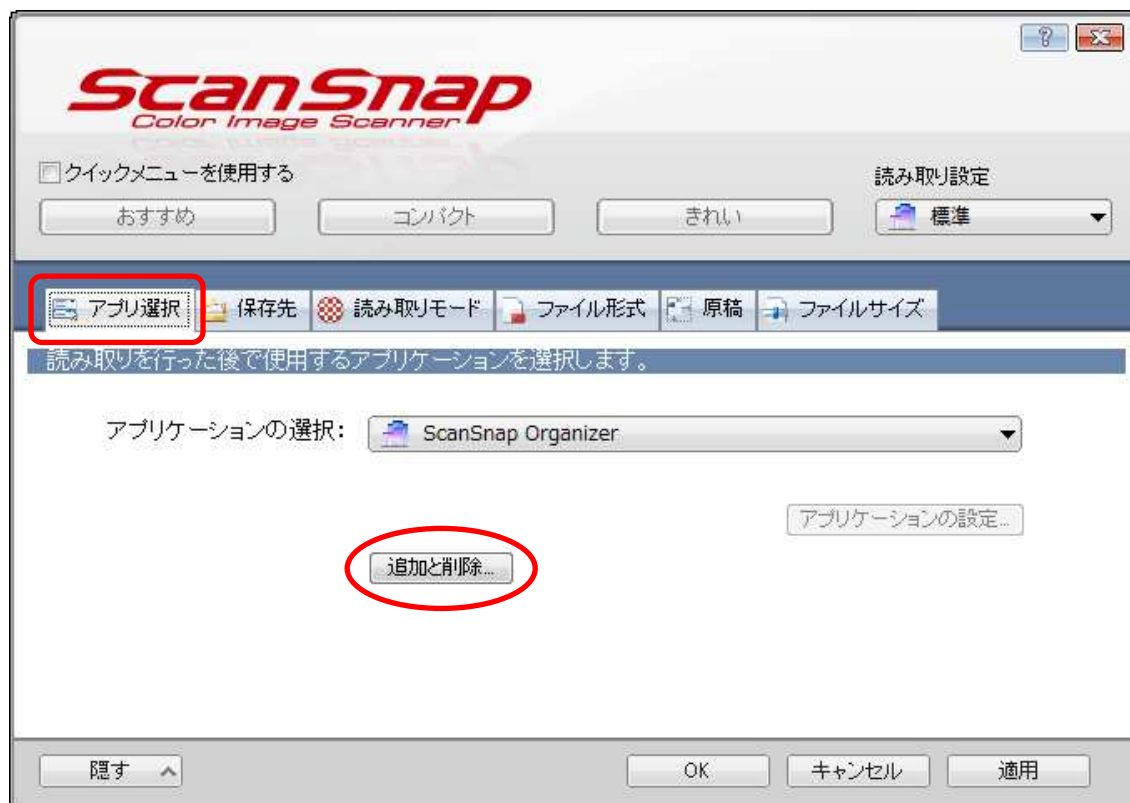 ScanSnap
Color Image Scanner
クイックメニューを使用する
読み取り設定
おすすめ
コンパクト
きれい
標準
アプリ選択
保存先
読み取りモード
ファイル形式
原稿
ファイルサイズ
読み取りを行った後で使用するアプリケーションを選択します。
アプリケーションの選択:
ScanSnap Organizer
アプリケーションの設定...
追加と削除...
隠す
OK
キャンセル
適用